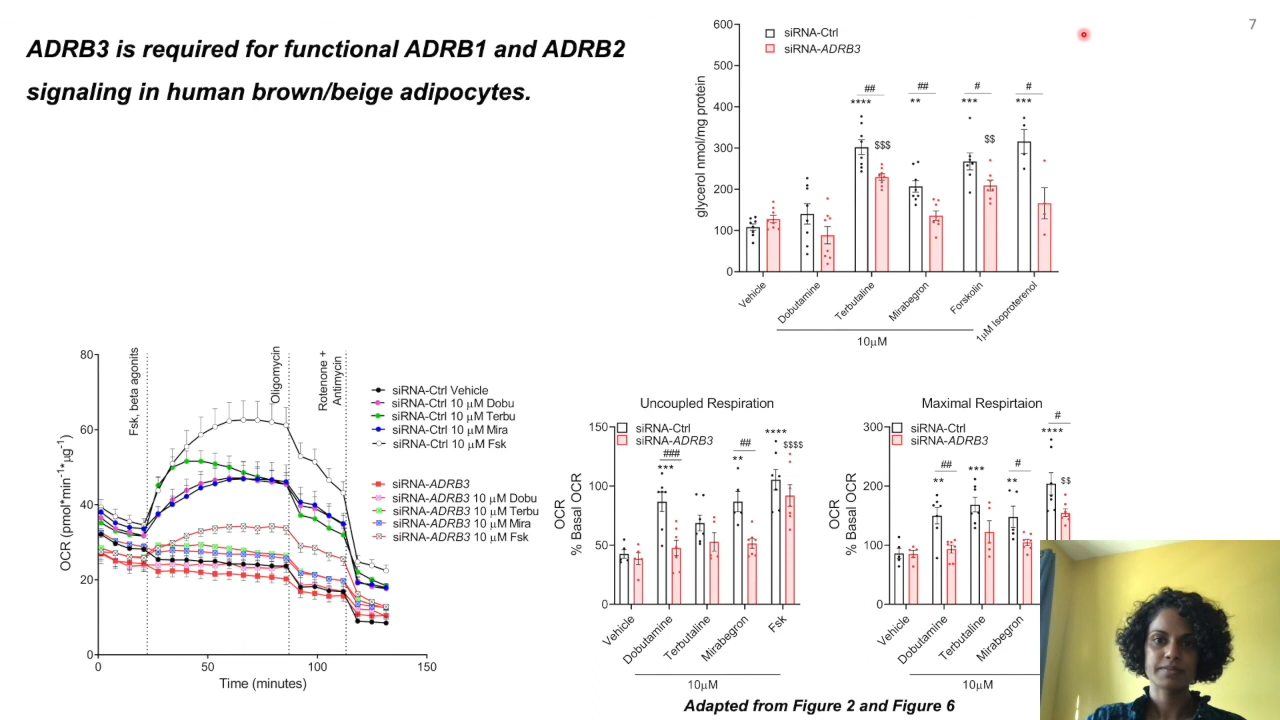 7
ADRB3 is required for functional ADRB1 and ADRB2
signaling in human brown/beige adipocytes.
siRNA-Ctrl
siRNA-ADRB3
glycerol nmol/mg protein
600
500
400
300
200
100
0
## ## # #
**** ** *** ***
$$$ $$
Vehicle
Dobutamine
Terbutaline
Mirabegron
Forskolin
1µM Isoproterenol
10µM
OCR (pmol*min⁻¹*µg⁻¹)
80
60
40
20
0
Fsk, beta agonits
Oligomycin
Rotenone +
Antimycin
0 50 100 150
Time (minutes)
siRNA-Ctrl Vehicle
siRNA-Ctrl 10 µM Dobu
siRNA-Ctrl 10 µM Terbu
siRNA-Ctrl 10 µM Mira
siRNA-Ctrl 10 µM Fsk
siRNA-ADRB3
siRNA-ADRB3 10 µM Dobu
siRNA-ADRB3 10 µM Terbu
siRNA-ADRB3 10 µM Mira
siRNA-ADRB3 10 µM Fsk
Uncoupled Respiration
siRNA-Ctrl
siRNA-ADRB3
% Basal OCR
150
100
50
0
### ##
*** ** ****
$$$$
Vehicle
Dobutamine
Terbutaline
Mirabegron
Fsk
10µM
Maximal Respirtaion
siRNA-Ctrl
siRNA-ADRB3
% Basal OCR
300
200
100
0
## # #
** *** ** ****
$$
Vehicle
Dobutamine
Terbutaline
Mirabegron
10µM
Adapted from Figure 2 and Figure 6